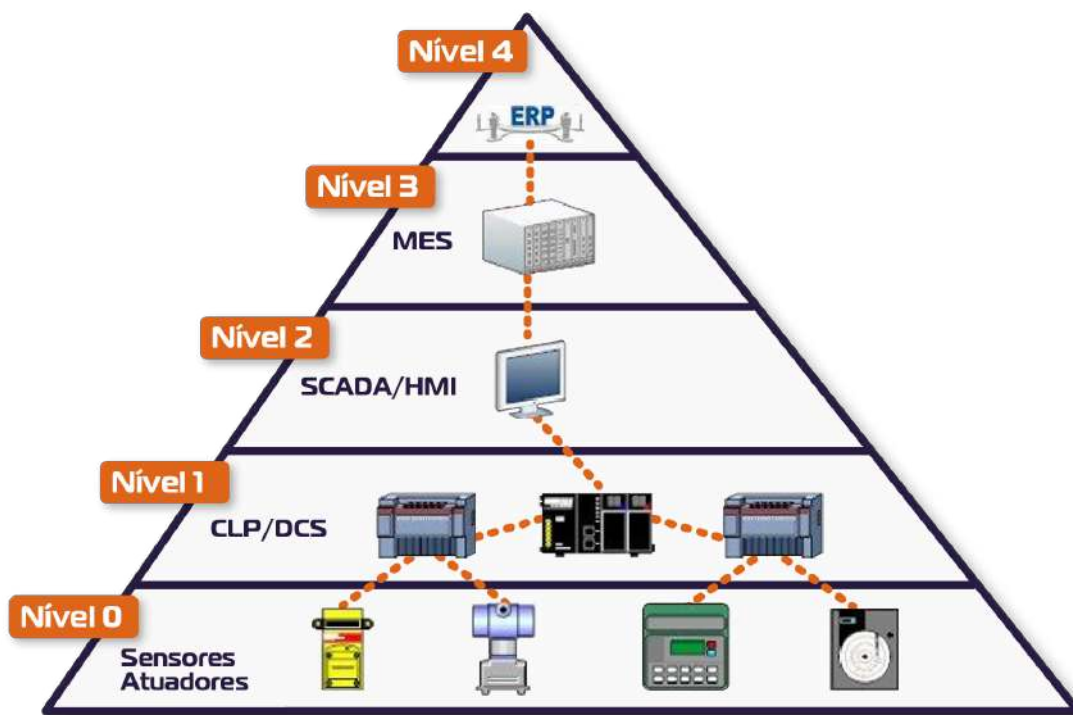 Nível 4
ERP
Nível 3
MES
Nível 2
SCADA/HMI
Nível 1
CLP/DCS
Nível 0
Sensores
Atuadores